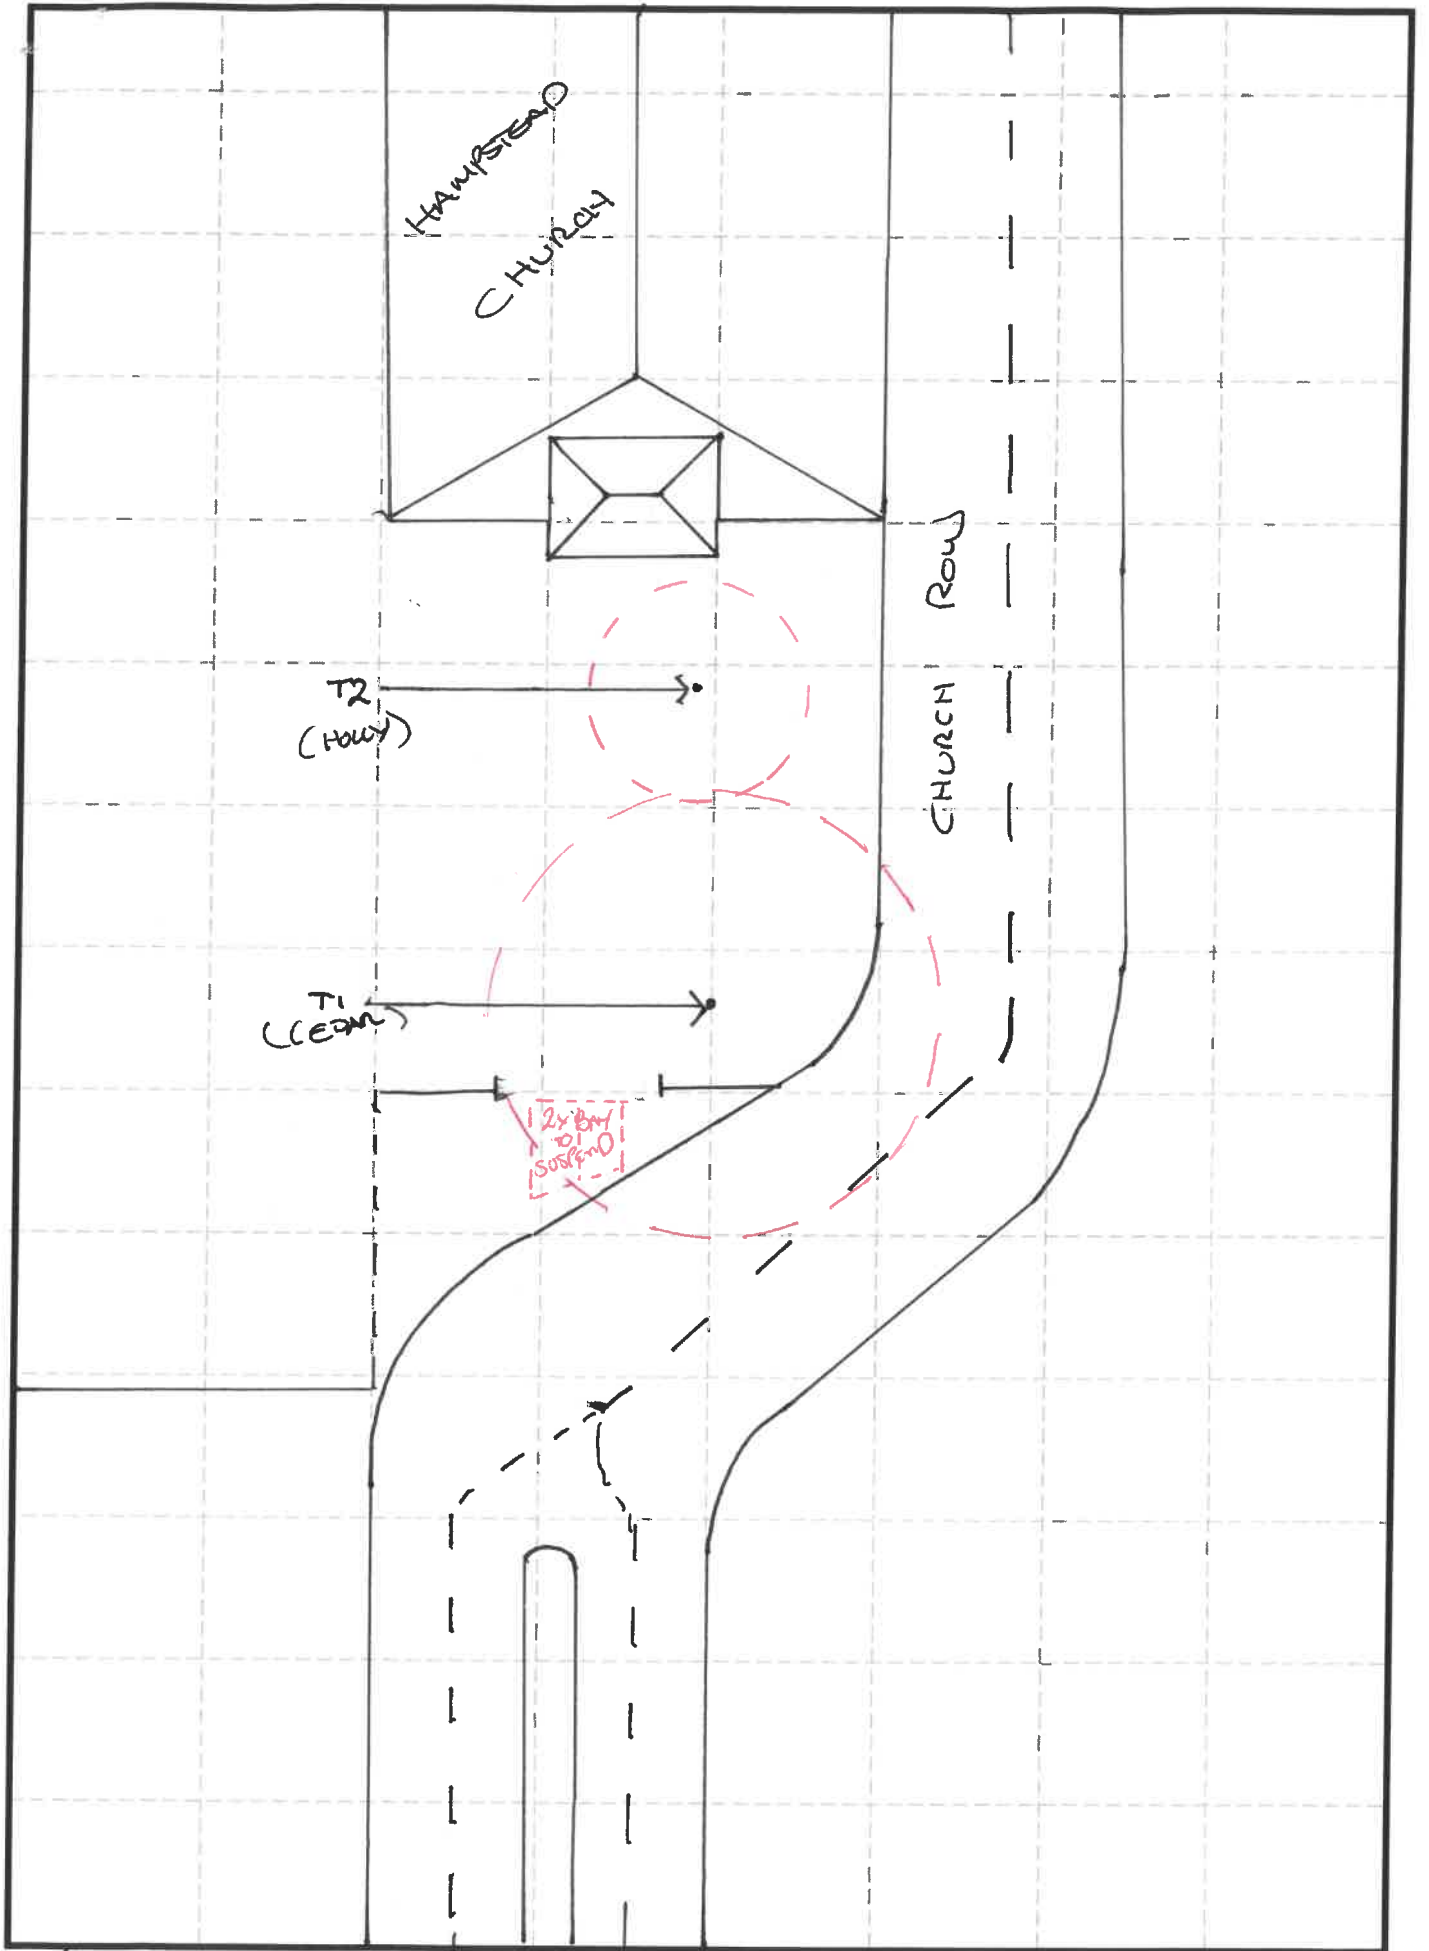 HAMPSTEAD
CHURCH
CHURCH ROW
T2
(HOLLY)
T1
(CEDAR)
2x BAY
TO
SUSPEND